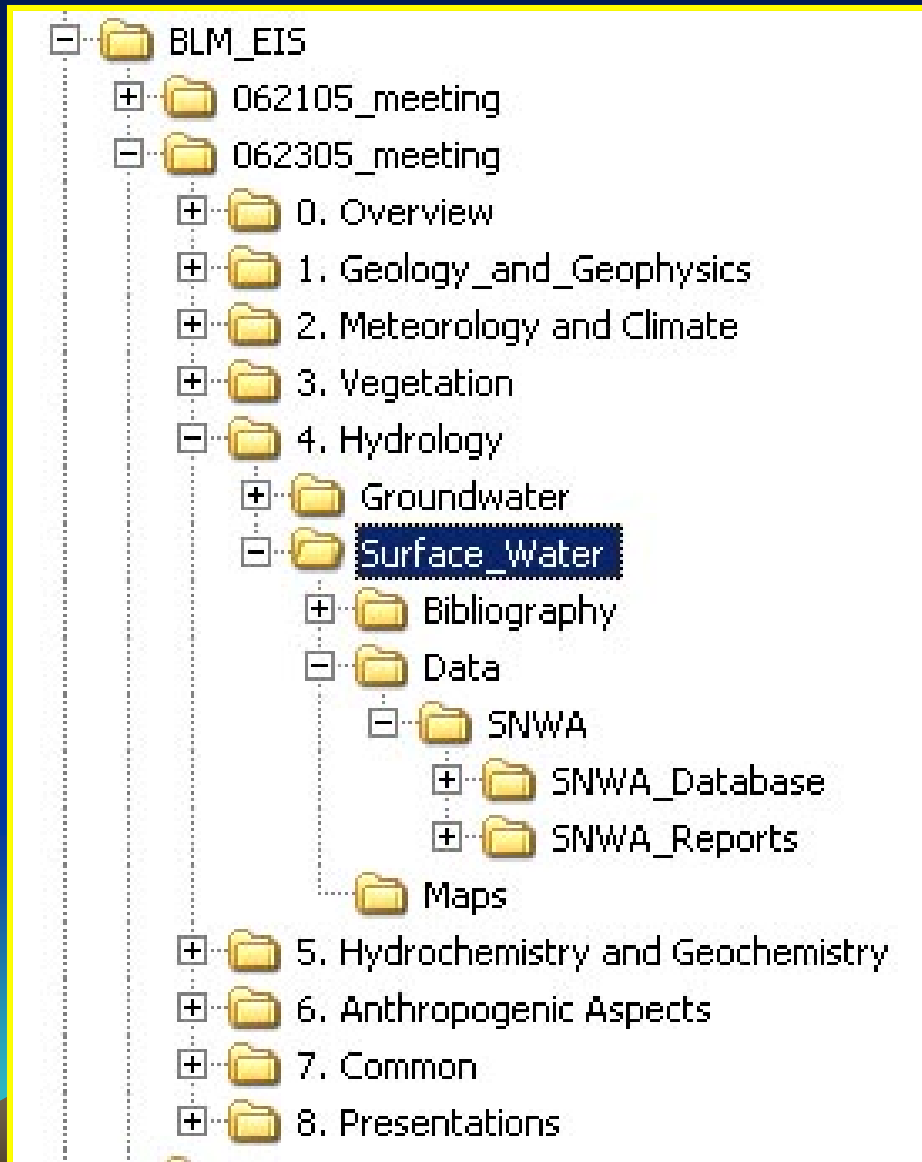 BLM_EIS
062105_meeting
062305_meeting
0. Overview
1. Geology_and_Geophysics
2. Meteorology and Climate
3. Vegetation
4. Hydrology
Groundwater
Surface_Water
Bibliography
Data
SNWA
SNWA_Database
SNWA_Reports
Maps
5. Hydrochemistry and Geochemistry
6. Anthropogenic Aspects
7. Common
8. Presentations